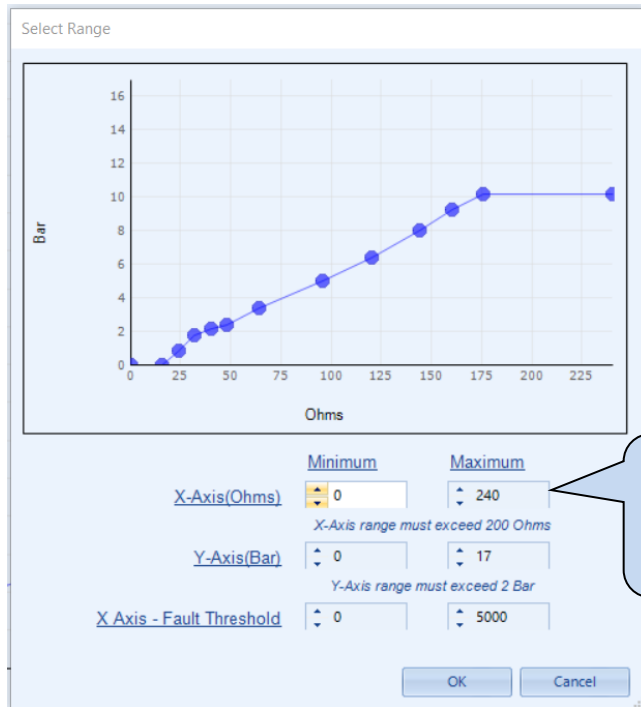 Select Range
16
14
12
10
8
6
4
2
0
Bar
0 25 50 75 100 125 150 175 200 225
Ohms
Minimum Maximum
X-Axis(Ohms) 0 240
X-Axis range must exceed 200 Ohms
Y-Axis(Bar) 0 17
Y-Axis range must exceed 2 Bar
X Axis - Fault Threshold 0 5000
OK Cancel